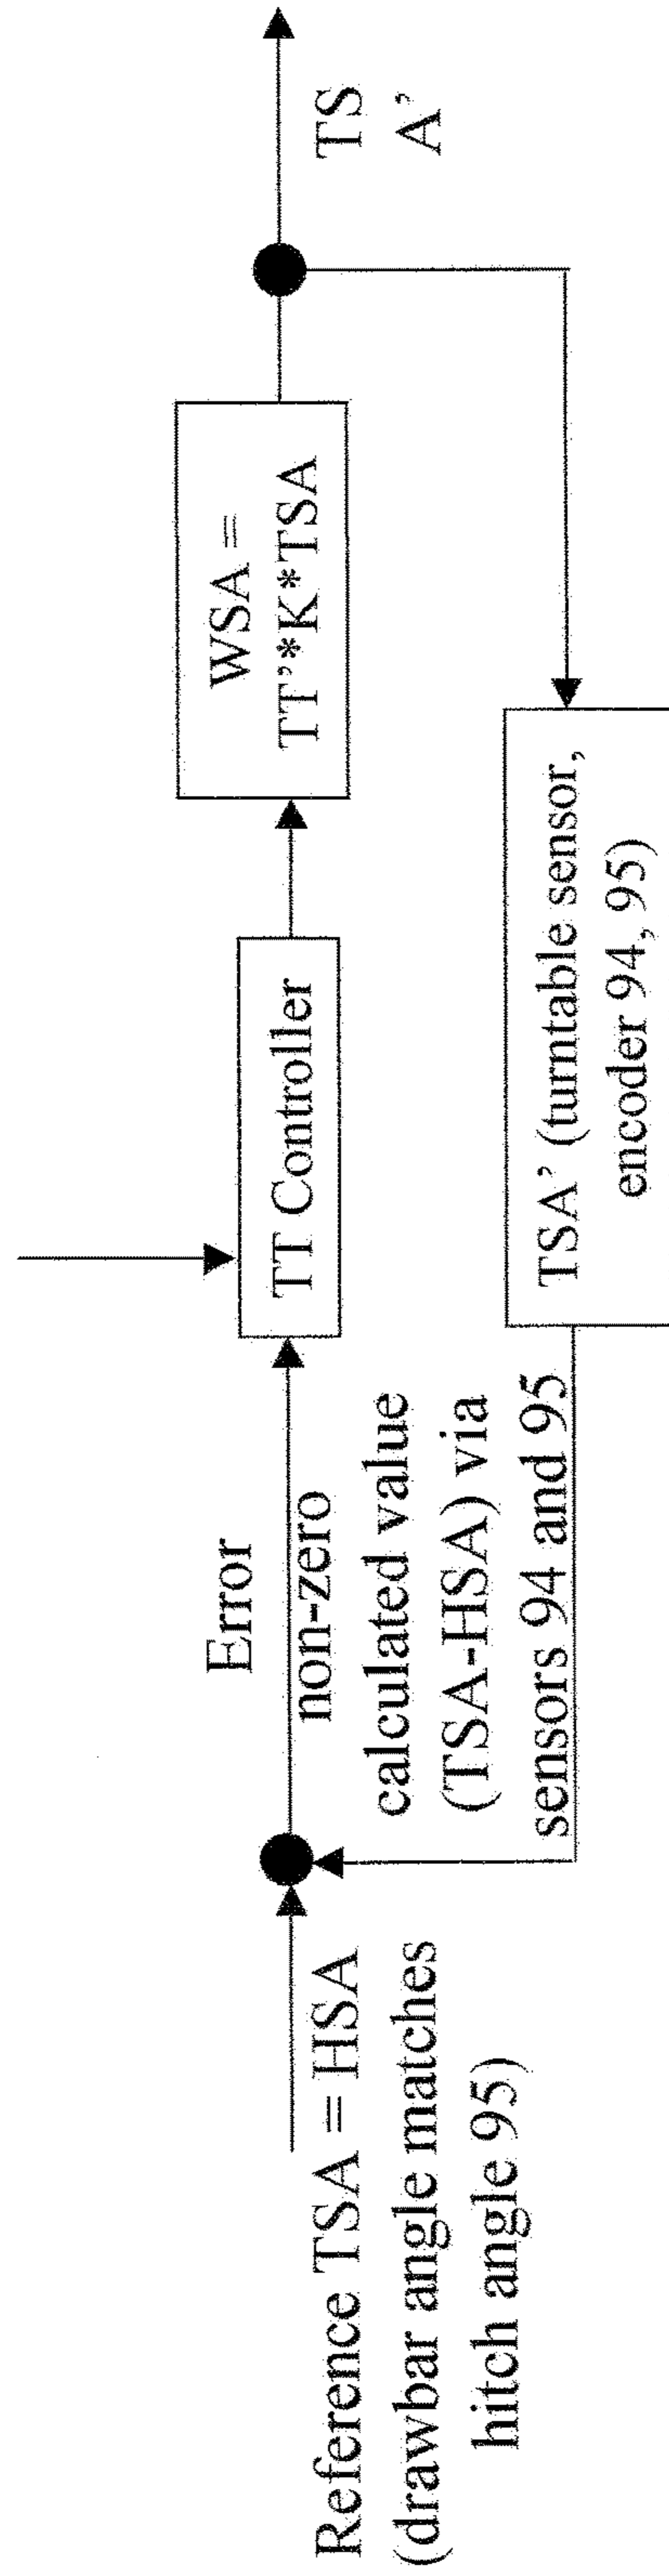 Reference TSA = HSA
(drawbar angle matches
hitch angle 95)
Error
non-zero
calculated value
(TSA-HSA) via
sensors 94 and 95
TT Controller
WSA =
TT’*K*TSA
TS
A’
TSA’ (turntable sensor,
encoder 94, 95)